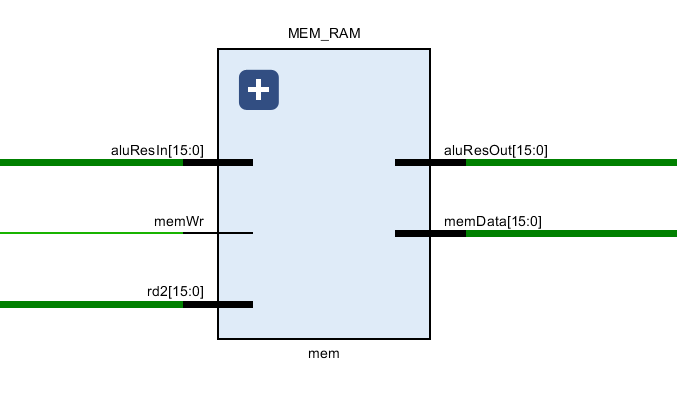 MEM_RAM
aluResIn[15:0]
aluResOut[15:0]
memWr
memData[15:0]
rd2[15:0]
mem